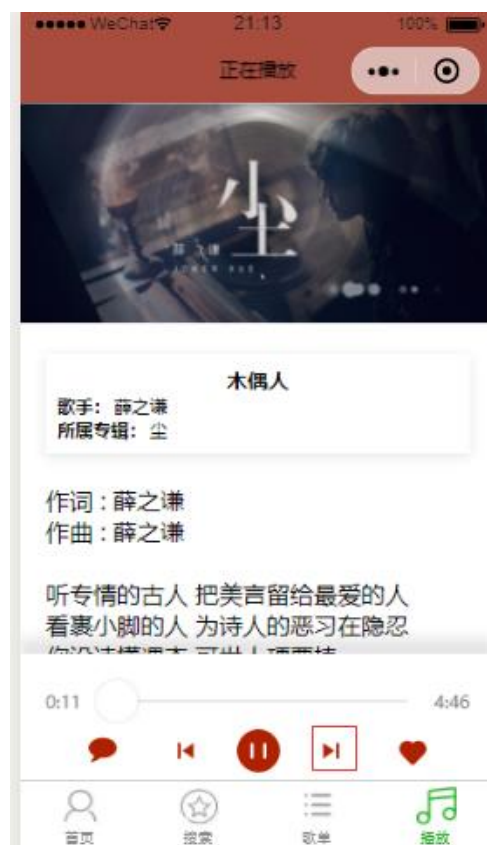 WeChat 21:13 100%
正在播放
尘
薛之谦
木偶人
歌手：薛之谦
所属专辑：尘
作词 : 薛之谦
作曲 : 薛之谦
听专情的古人 把美言留给最爱的人
看裹小脚的人 为诗人的恶习在隐忍
0:11 4:46
首页 搜索 歌单 播放